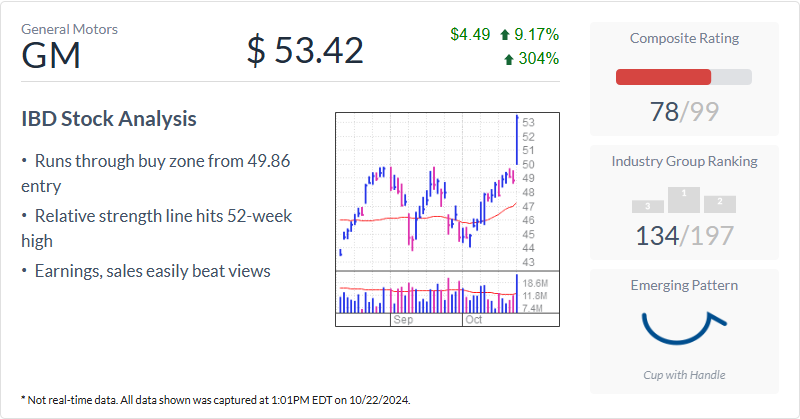 General Motors
GM
$ 53.42
$4.49 9.17%
304%
IBD Stock Analysis
• Runs through buy zone from 49.86
entry
• Relative strength line hits 52-week
high
• Earnings, sales easily beat views
53
52
51
50
49
48
47
46
45
44
43
18.6M
11.8M
7.4M
Sep
Oct
Composite Rating
78/99
Industry Group Ranking
3 1 2
134/197
Emerging Pattern
Cup with Handle
* Not real-time data. All data shown was captured at 1:01PM EDT on 10/22/2024.